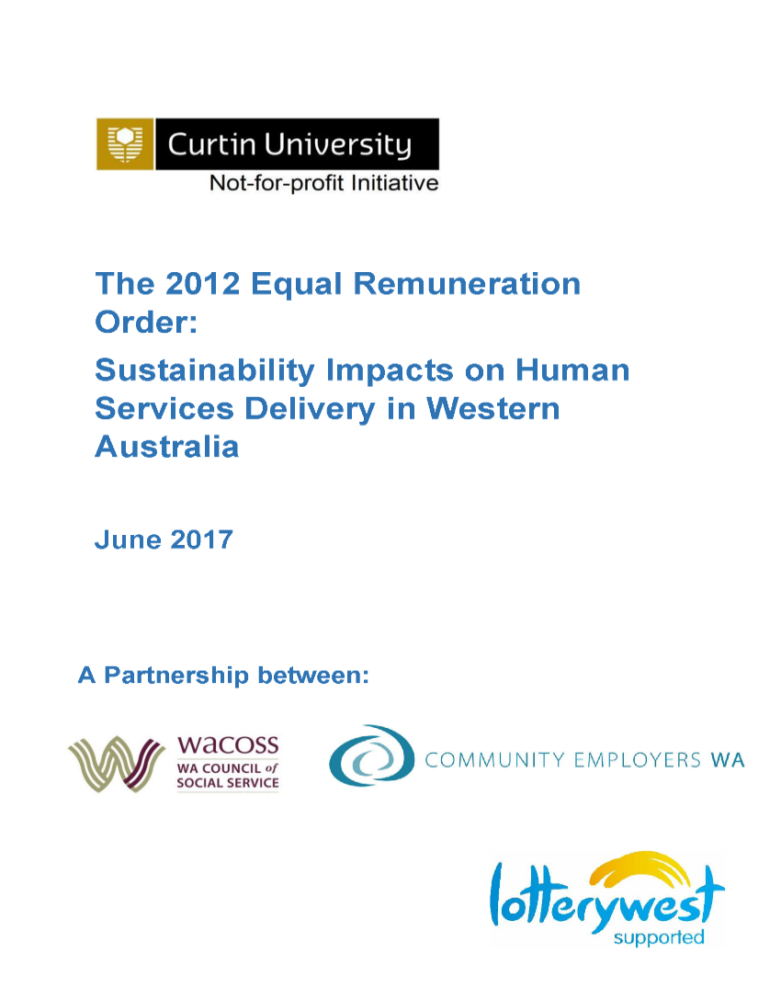 Curtin University
Not-for-profit Initiative
The 2012 Equal Remuneration
Order:
Sustainability Impacts on Human
Services Delivery in Western
Australia
June 2017
A Partnership between:
wacoss
WA COUNCIL of
SOCIAL SERVICE
COMMUNITY EMPLOYERS WA
lotterywest
supported